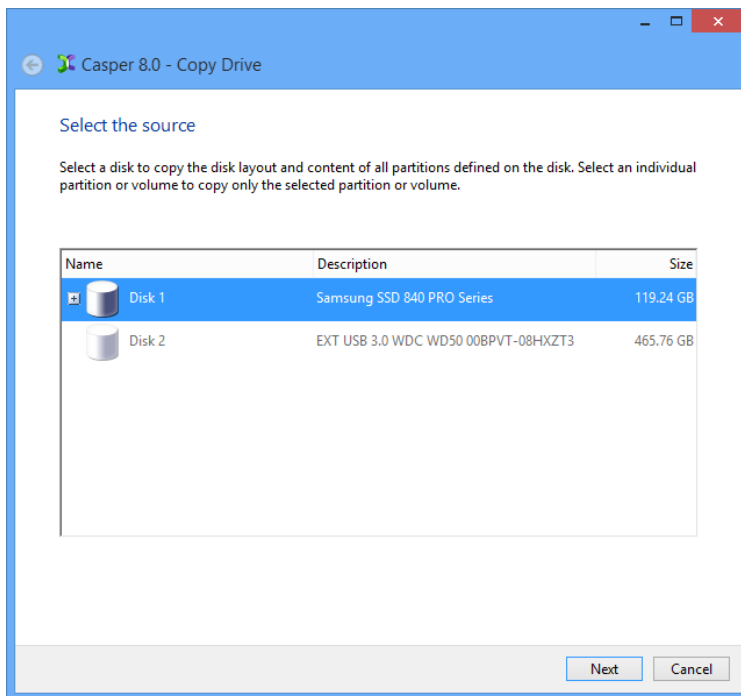 Casper 8.0 - Copy Drive
Select the source
Select a disk to copy the disk layout and content of all partitions defined on the disk. Select an individual
partition or volume to copy only the selected partition or volume.
Name Description Size
Disk 1 Samsung SSD 840 PRO Series 119.24 GB
Disk 2 EXT USB 3.0 WDC WD50 00BPVT-08HXZT3 465.76 GB
Next Cancel